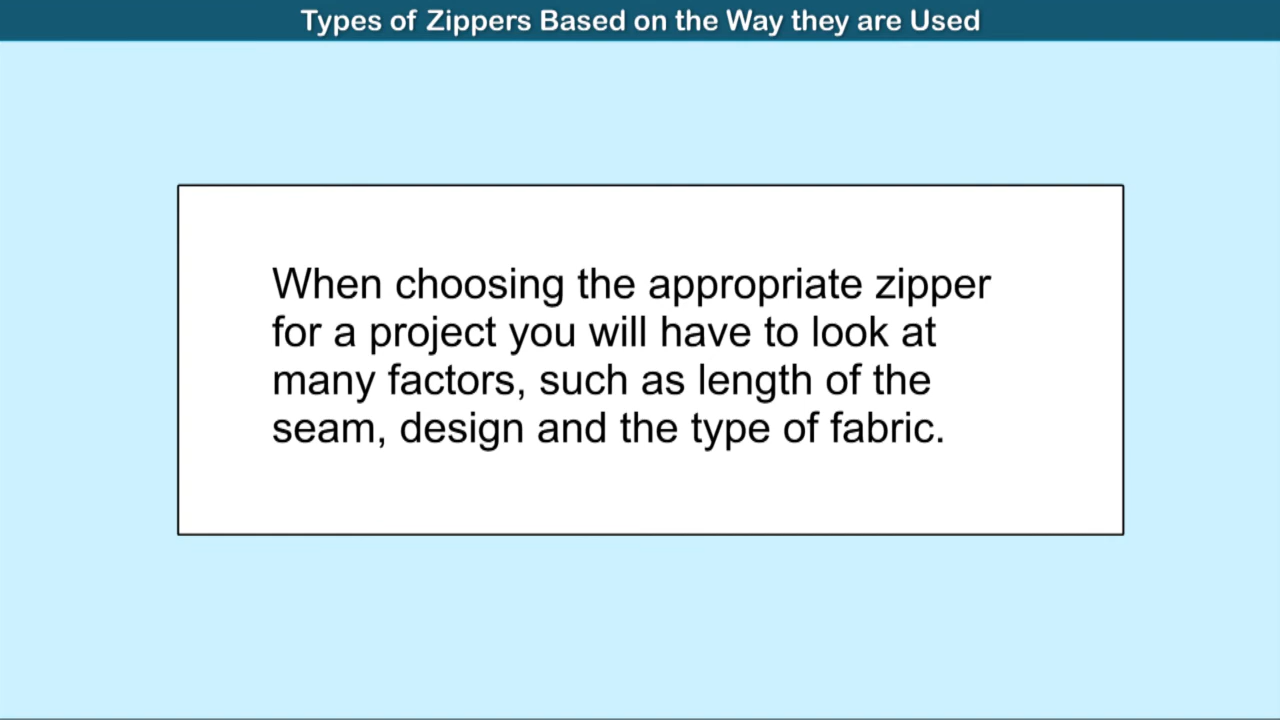 Types of Zippers Based on the Way they are Used
When choosing the appropriate zipper
for a project you will have to look at
many factors, such as length of the
seam, design and the type of fabric.